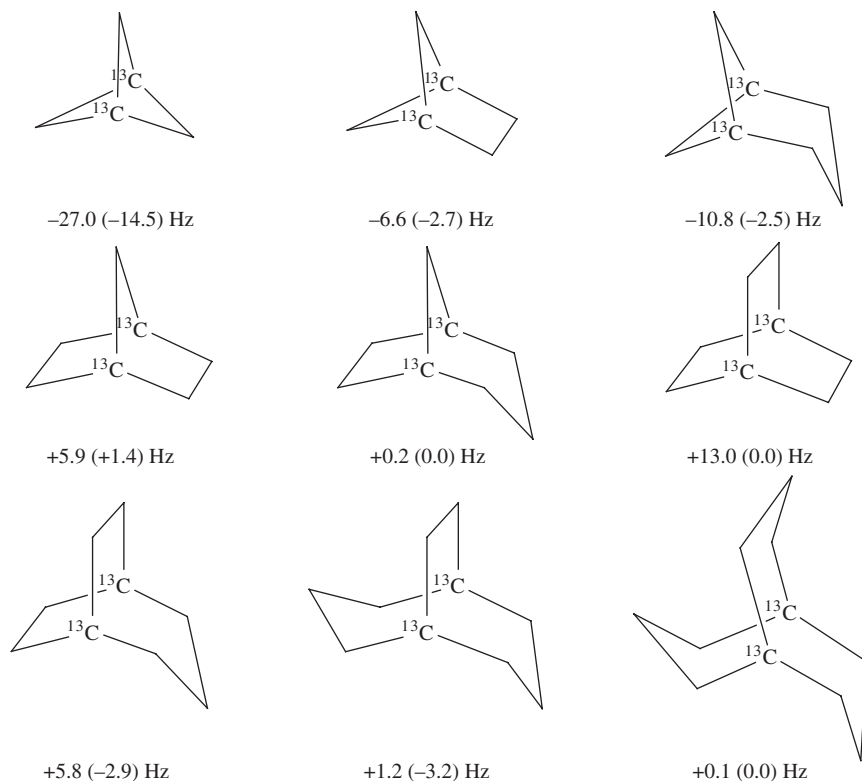 ¹³C
¹³C
¹³C
¹³C
¹³C
¹³C
–27.0 (–14.5) Hz
–6.6 (–2.7) Hz
–10.8 (–2.5) Hz
¹³C
¹³C
¹³C
¹³C
¹³C
¹³C
+5.9 (+1.4) Hz
+0.2 (0.0) Hz
+13.0 (0.0) Hz
¹³C
¹³C
¹³C
¹³C
¹³C
¹³C
+5.8 (–2.9) Hz
+1.2 (–3.2) Hz
+0.1 (0.0) Hz